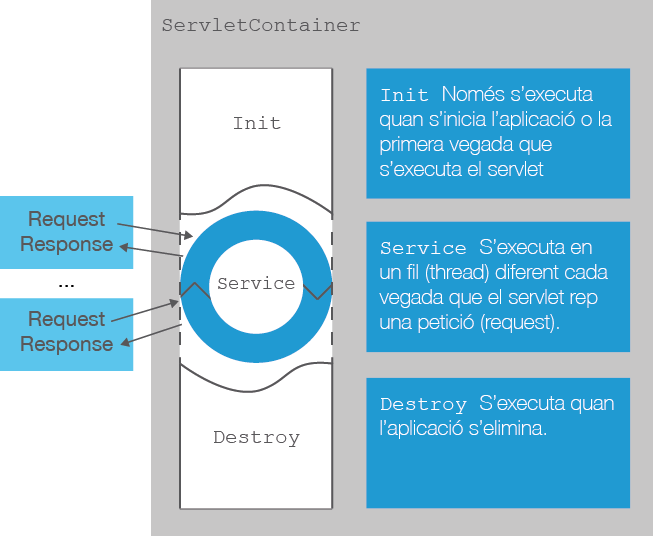 ServletContainer
Init
Request
Response
...
Request
Response
Service
Destroy
Init Només s’executa
quan s’inicia l’aplicació o la
primera vegada que
s’executa el servlet
Service S’executa en
un fil (thread) diferent cada
vegada que el servlet rep
una petició (request).
Destroy S’executa quan
l’aplicació s’elimina.